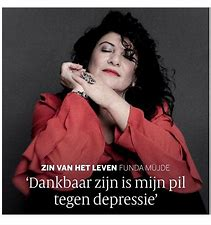 ZIN VAN HET LEVEN FUNDA MÜJDE
‘Dankbaar zijn is mijn pil
tegen depressie’